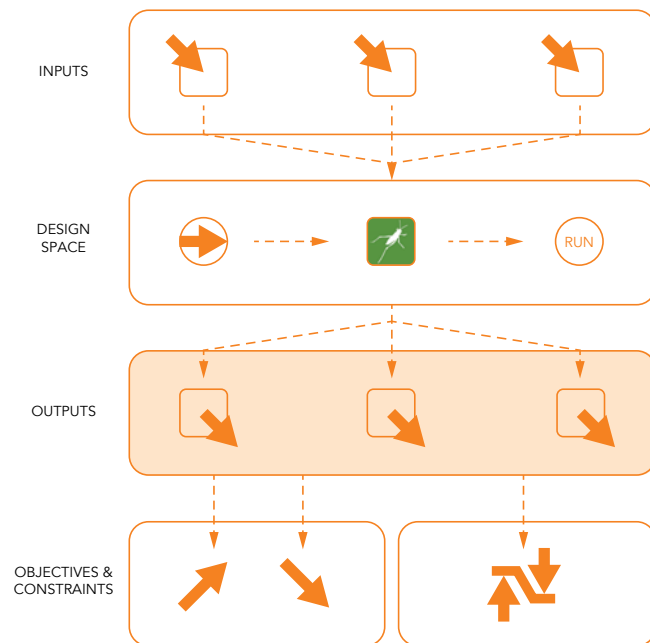 INPUTS
DESIGN
SPACE
RUN
OUTPUTS
OBJECTIVES &
CONSTRAINTS